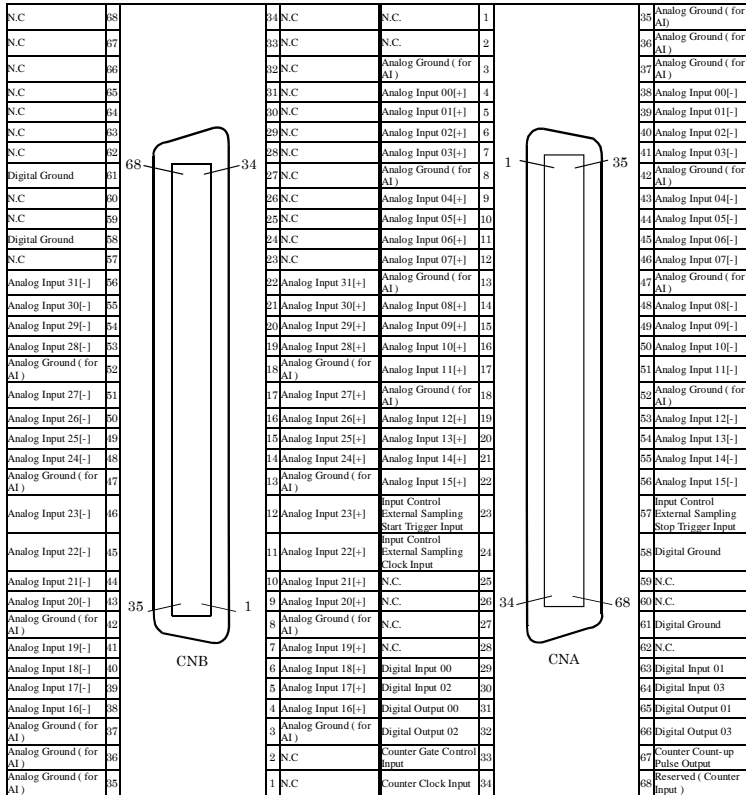 N.C 68 34 N.C N.C. 1 35 Analog Ground ( for AI)
N.C 67 33 N.C N.C. 2 36 Analog Ground ( for AI )
N.C 66 32 N.C Analog Ground ( for AI ) 3 37 Analog Ground ( for AI )
N.C 65 31 N.C Analog Input 00[+] 4 38 Analog Input 00[-]
N.C 64 30 N.C Analog Input 01[+] 5 39 Analog Input 01[-]
N.C 63 29 N.C Analog Input 02[+] 6 40 Analog Input 02[-]
N.C 62 28 N.C Analog Input 03[+] 7 41 Analog Input 03[-]
68 34 1 35
Digital Ground 61 27 N.C Analog Ground ( for AI ) 8 42 Analog Ground ( for AI )
N.C 60 26 N.C Analog Input 04[+] 9 43 Analog Input 04[-]
N.C 59 25 N.C Analog Input 05[+] 10 44 Analog Input 05[-]
Digital Ground 58 24 N.C Analog Input 06[+] 11 45 Analog Input 06[-]
N.C 57 23 N.C Analog Input 07[+] 12 46 Analog Input 07[-]
Analog Input 31[-] 56 22 Analog Input 31[+] Analog Ground ( for AI ) 13 47 Analog Ground ( for AI )
Analog Input 30[-] 55 21 Analog Input 30[+] Analog Input 08[+] 14 48 Analog Input 08[-]
Analog Input 29[-] 54 20 Analog Input 29[+] Analog Input 09[+] 15 49 Analog Input 09[-]
Analog Input 28[-] 53 19 Analog Input 28[+] Analog Input 10[+] 16 50 Analog Input 10[-]
Analog Ground ( for AI ) 52 18 Analog Ground ( for AI ) Analog Input 11[+] 17 51 Analog Input 11[-]
Analog Input 27[-] 51 17 Analog Input 27[+] Analog Ground ( for AI ) 18 52 Analog Ground ( for AI )
Analog Input 26[-] 50 16 Analog Input 26[+] Analog Input 12[+] 19 53 Analog Input 12[-]
Analog Input 25[-] 49 15 Analog Input 25[+] Analog Input 13[+] 20 54 Analog Input 13[-]
Analog Input 24[-] 48 14 Analog Input 24[+] Analog Input 14[+] 21 55 Analog Input 14[-]
Analog Ground ( for AI ) 47 13 Analog Ground ( for AI ) Analog Input 15[+] 22 56 Analog Input 15[-]
Analog Input 23[-] 46 12 Analog Input 23[+] Input Control External Sampling Start Trigger Input 23 57 Input Control External Sampling Stop Trigger Input
Analog Input 22[-] 45 11 Analog Input 22[+] Input Control External Sampling Clock Input 24 58 Digital Ground
Analog Input 21[-] 44 10 Analog Input 21[+] N.C. 25 59 N.C.
Analog Input 20[-] 43 9 Analog Input 20[+] N.C. 26 60 N.C.
35 1 34 68
Analog Ground ( for AI ) 42 8 Analog Ground ( for AI ) N.C. 27 61 Digital Ground
Analog Input 19[-] 41 7 Analog Input 19[+] N.C. 28 62 N.C.
CNB CNA
Analog Input 18[-] 40 6 Analog Input 18[+] Digital Input 00 29 63 Digital Input 01
Analog Input 17[-] 39 5 Analog Input 17[+] Digital Input 02 30 64 Digital Input 03
Analog Input 16[-] 38 4 Analog Input 16[+] Digital Output 00 31 65 Digital Output 01
Analog Ground ( for AI ) 37 3 Analog Ground ( for AI ) Digital Output 02 32 66 Digital Output 03
Analog Ground ( for AI ) 36 2 N.C Counter Gate Control Input 33 67 Counter Count-up Pulse Output
Analog Ground ( for AI ) 35 1 N.C Counter Clock Input 34 68 Reserved ( Counter Input )